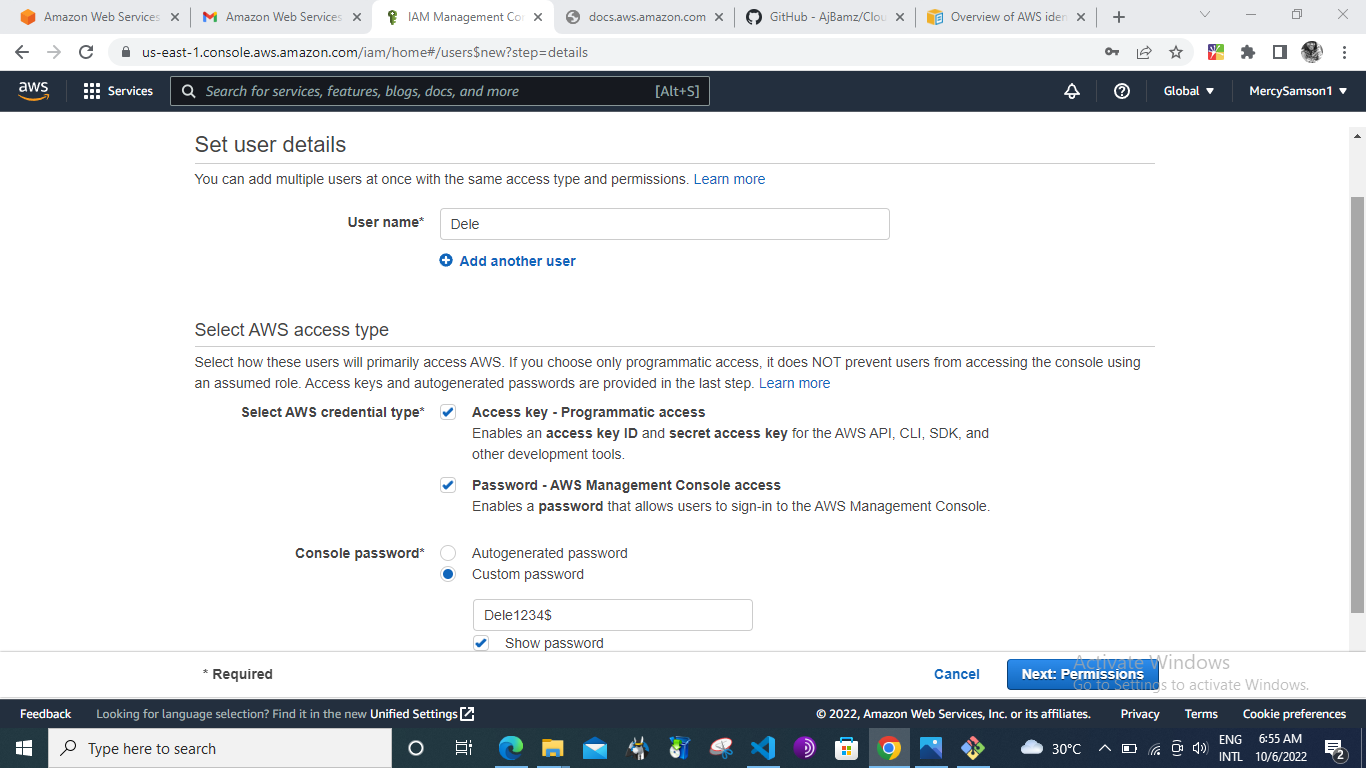 Amazon Web Services
Amazon Web Services
IAM Management Co
docs.aws.amazon.com
GitHub - AjBamz/Clou
Overview of AWS iden
us-east-1.console.aws.amazon.com/iam/home#/users$new?step=details
aws
Services
Search for services, features, blogs, docs, and more
[Alt+S]
Global
MercySamson1
Set user details
You can add multiple users at once with the same access type and permissions. Learn more
User name*
Dele
Add another user
Select AWS access type
Select how these users will primarily access AWS. If you choose only programmatic access, it does NOT prevent users from accessing the console using
an assumed role. Access keys and autogenerated passwords are provided in the last step. Learn more
Select AWS credential type*
Access key - Programmatic access
Enables an access key ID and secret access key for the AWS API, CLI, SDK, and
other development tools.
Password - AWS Management Console access
Enables a password that allows users to sign-in to the AWS Management Console.
Console password*
Autogenerated password
Custom password
Dele1234$
Show password
* Required
Cancel
Next: Permissions
Activate Windows
Go to Settings to activate Windows.
Feedback
Looking for language selection? Find it in the new Unified Settings
© 2022, Amazon Web Services, Inc. or its affiliates.
Privacy
Terms
Cookie preferences
Type here to search
30°C
ENG
INTL
6:55 AM
10/6/2022
2